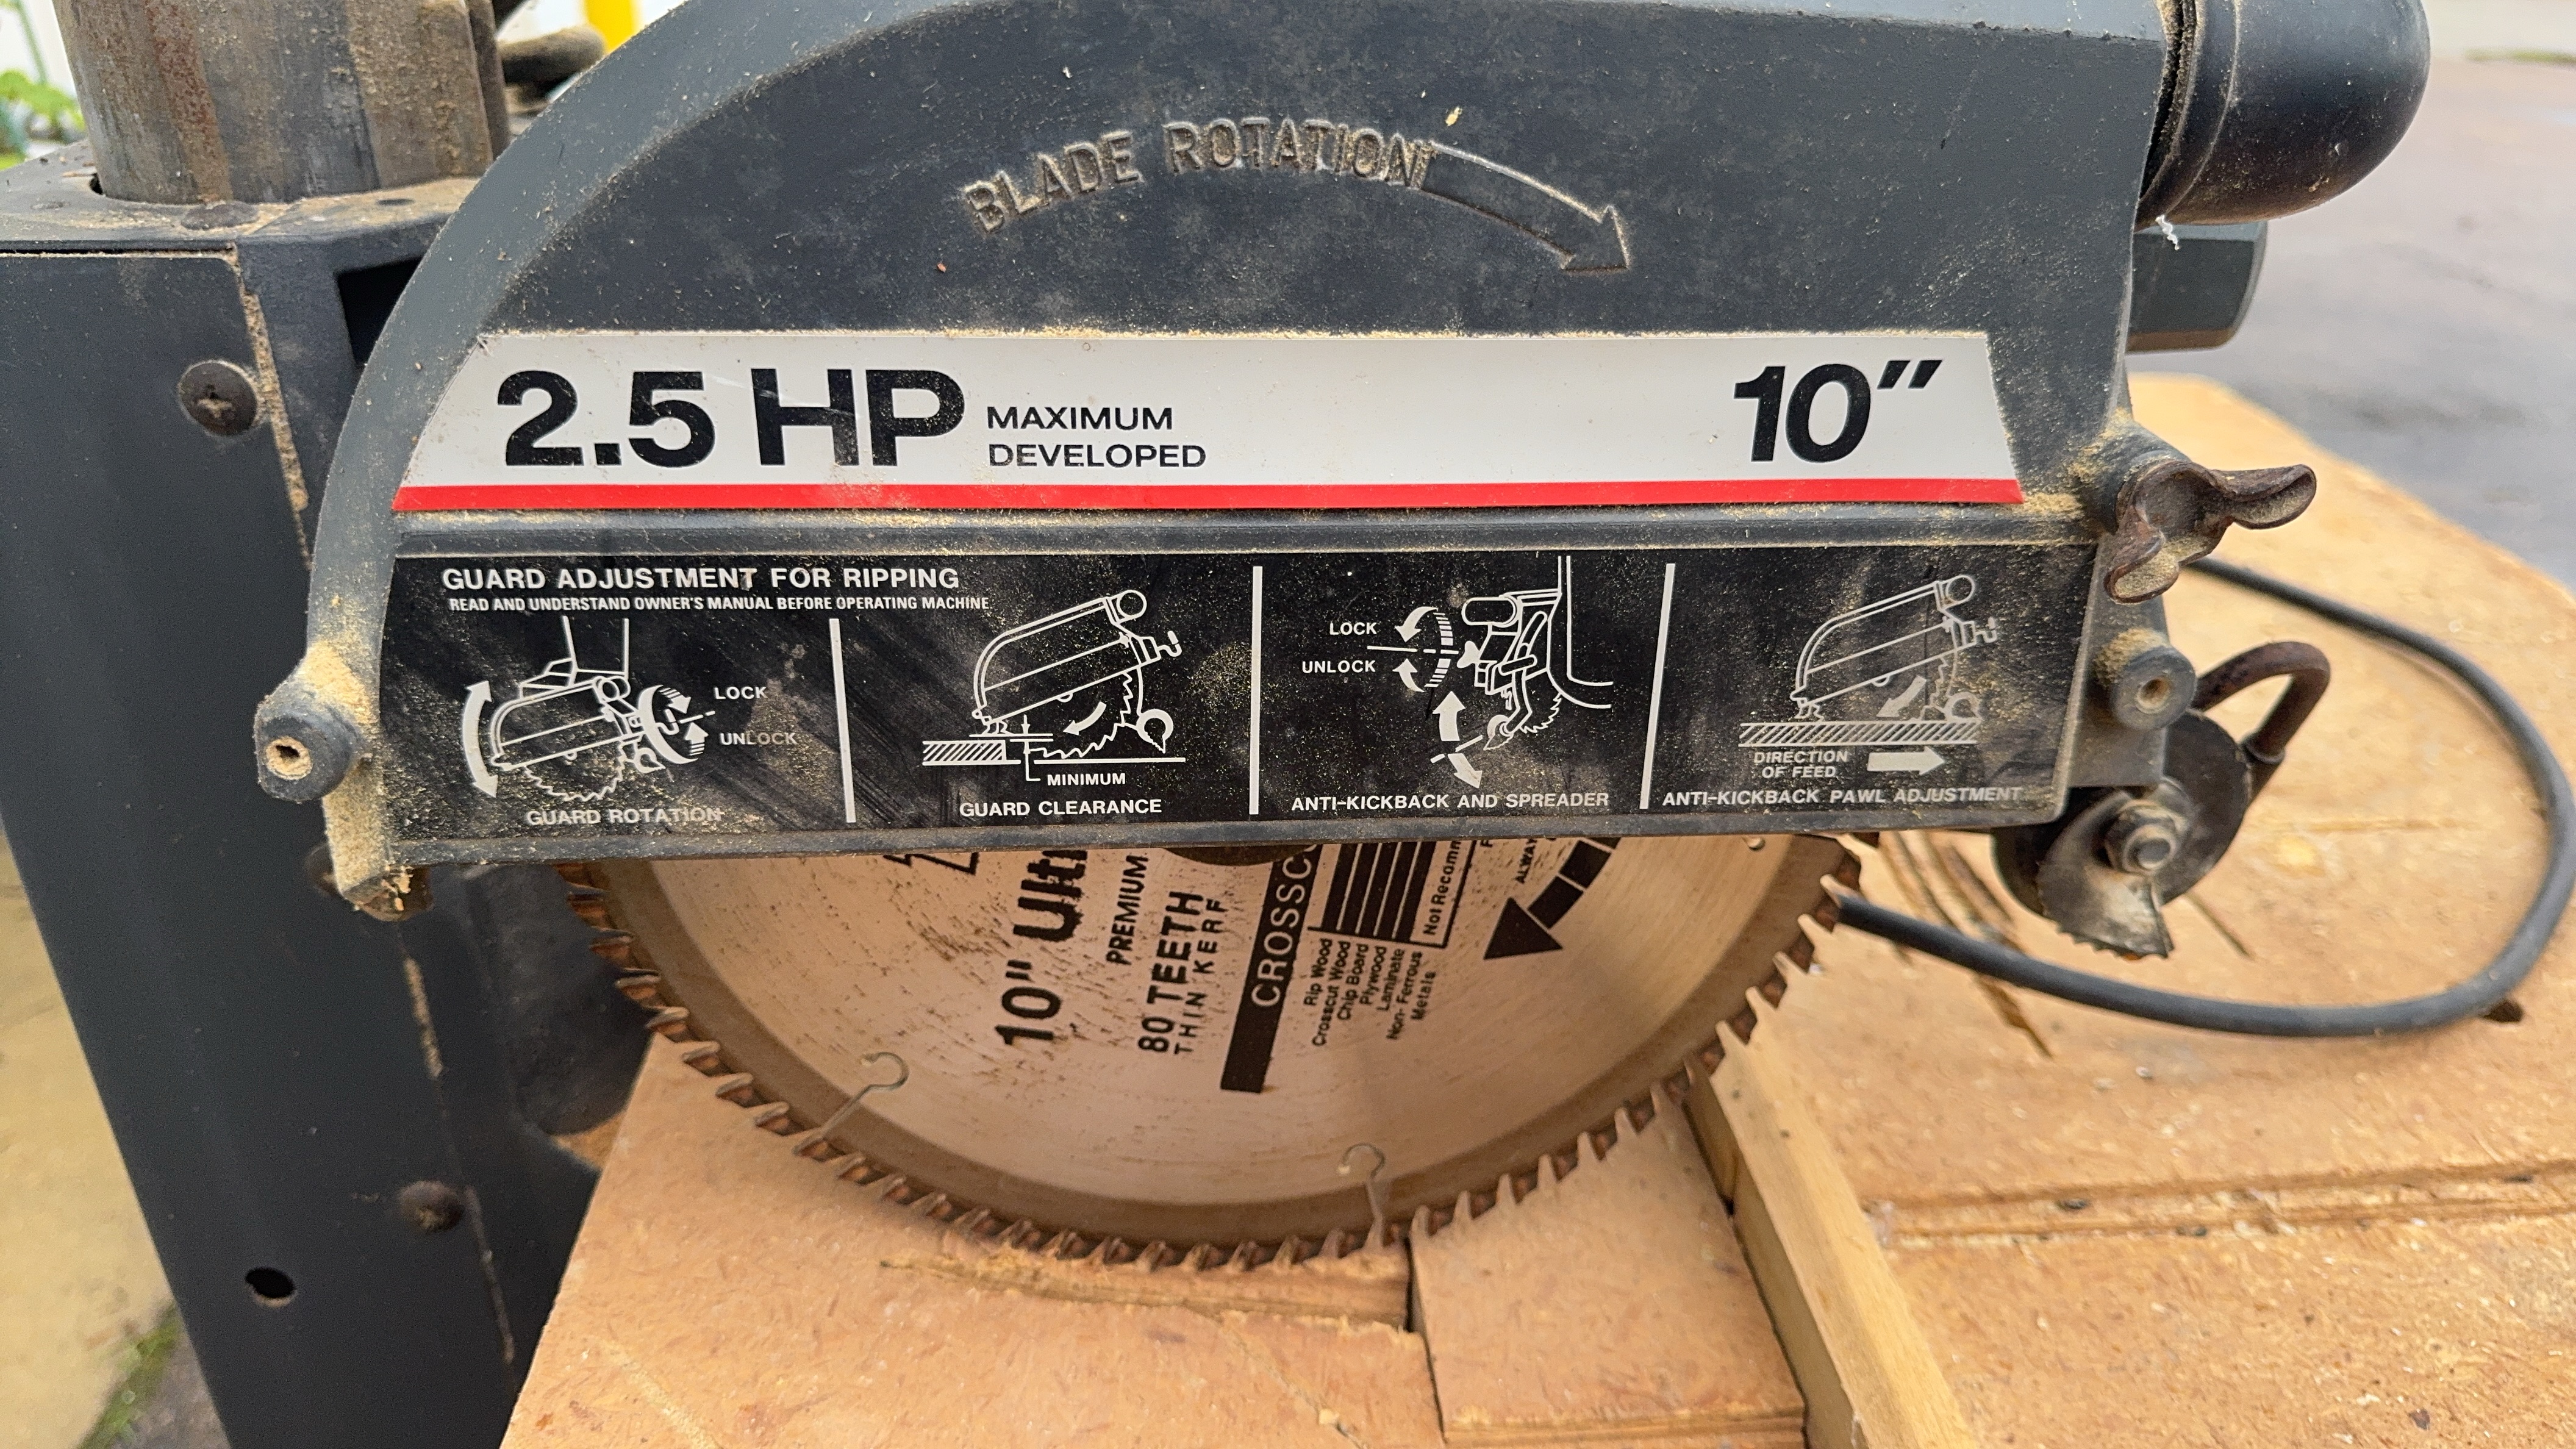 BLADE ROTATION
2.5 HP
MAXIMUM
DEVELOPED
10"
GUARD ADJUSTMENT FOR RIPPING
READ AND UNDERSTAND OWNER'S MANUAL BEFORE OPERATING MACHINE.
LOCK
UNLOCK
GUARD ROTATION
MINIMUM
GUARD CLEARANCE
LOCK
UNLOCK
ANTI-KICKBACK AND SPREADER
DIRECTION
OF FEED
ANTI-KICKBACK PAWL ADJUSTMENT
10"
PREMIUM
80 TEETH
THIN KERF
Rip Wood
Crosscut Wood
Chip Board
Plywood
Laminate
Non-Ferrous
Metals
Not